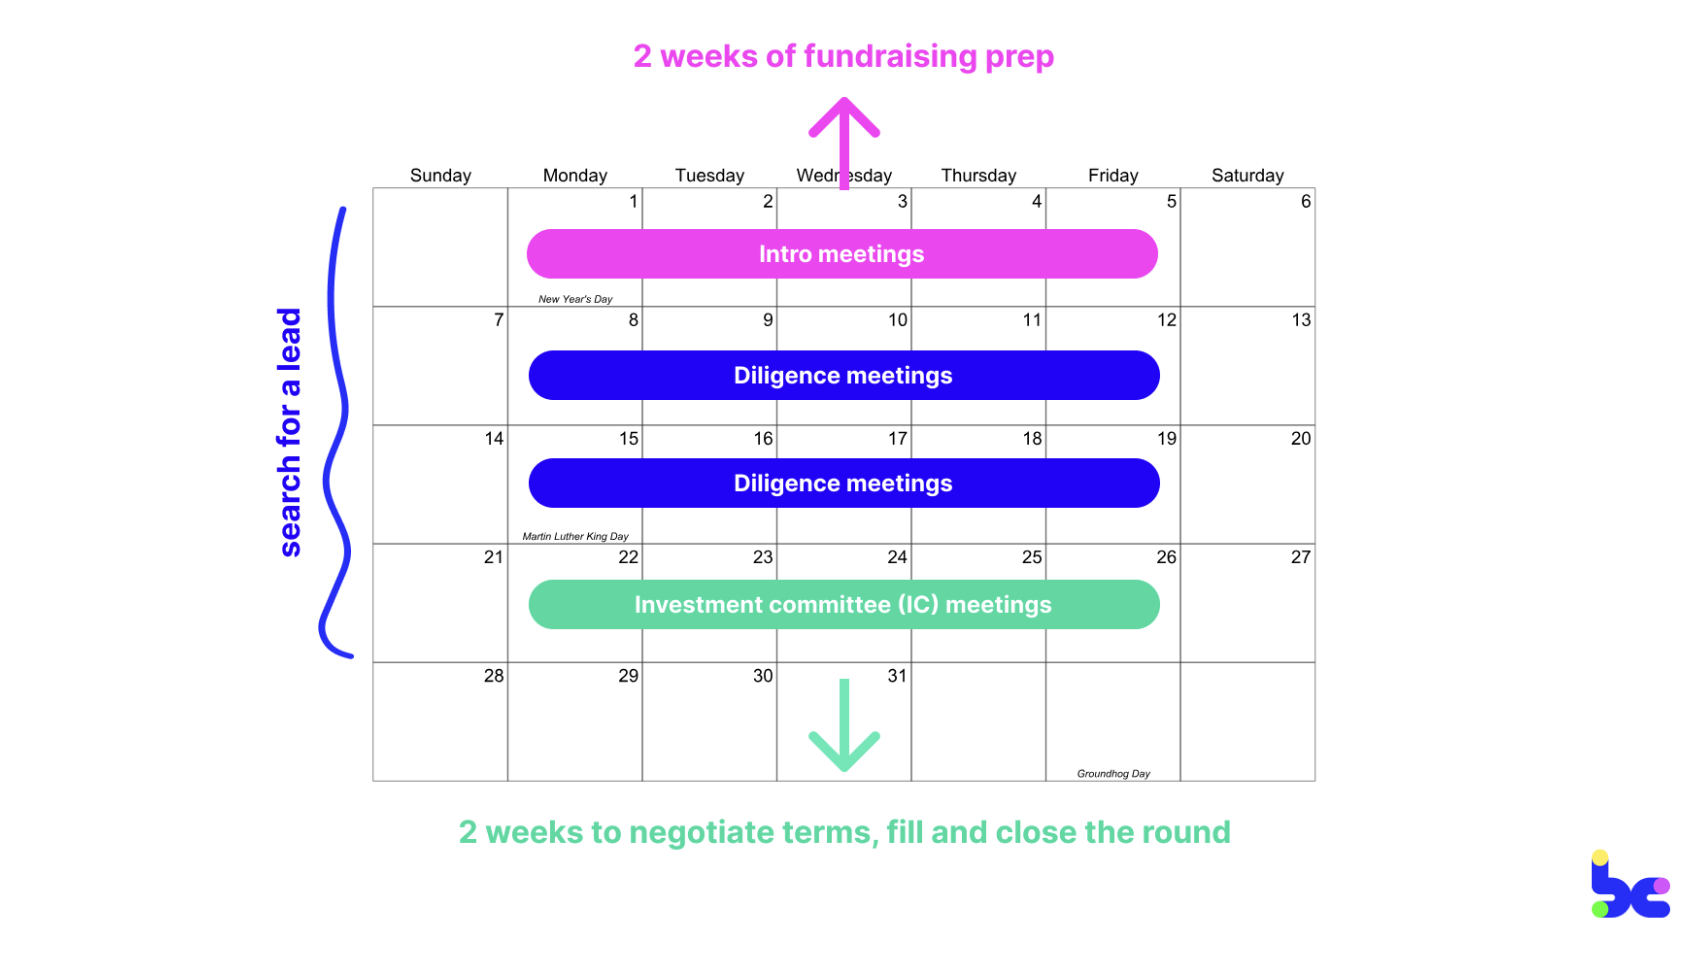 2 weeks of fundraising prep
Sunday Monday Tuesday Wednesday Thursday Friday Saturday
1 2 3 4 5 6
Intro meetings
New Year's Day
7 8 9 10 11 12 13
Diligence meetings
14 15 16 17 18 19 20
Diligence meetings
Martin Luther King Day
21 22 23 24 25 26 27
Investment committee (IC) meetings
28 29 30 31
Groundhog Day
search for a lead
2 weeks to negotiate terms, fill and close the round
bc